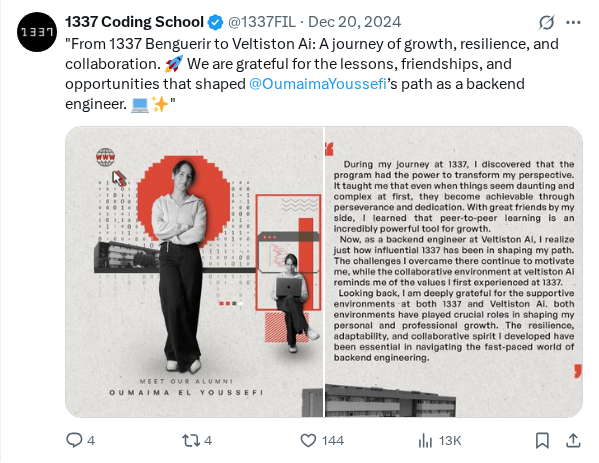 1337
1337 Coding School @1337FIL · Dec 20, 2024
"From 1337 Benguerir to Veltiston Ai: A journey of growth, resilience, and
collaboration. 🚀 We are grateful for the lessons, friendships, and
opportunities that shaped @OumaimaYoussefi's path as a backend
engineer. 💻✨"
WWW
MEET OUR ALUMNI
OUMAIMA EL YOUSSEFI
During my journey at 1337, I discovered that the
program had the power to transform my perspective.
It taught me that even when things seem daunting and
complex at first, they become achievable through
perseverance and dedication. With great friends by my
side, I learned that peer-to-peer learning is an
incredibly powerful tool for growth.
Now, as a backend engineer at Veltiston Ai, I realize
just how influential 1337 has been in shaping my path.
The challenges I overcame there continue to motivate
me, while the collaborative environment at veltiston Ai
reminds me of the values I first experienced at 1337.
Looking back, I am deeply grateful for the supportive
environments at both 1337 and Veltiston Ai. both
environments have played crucial roles in shaping my
personal and professional growth. The resilience,
adaptability, and collaborative spirit I developed have
been essential in navigating the fast-paced world of
backend engineering.
4 4 144 13K